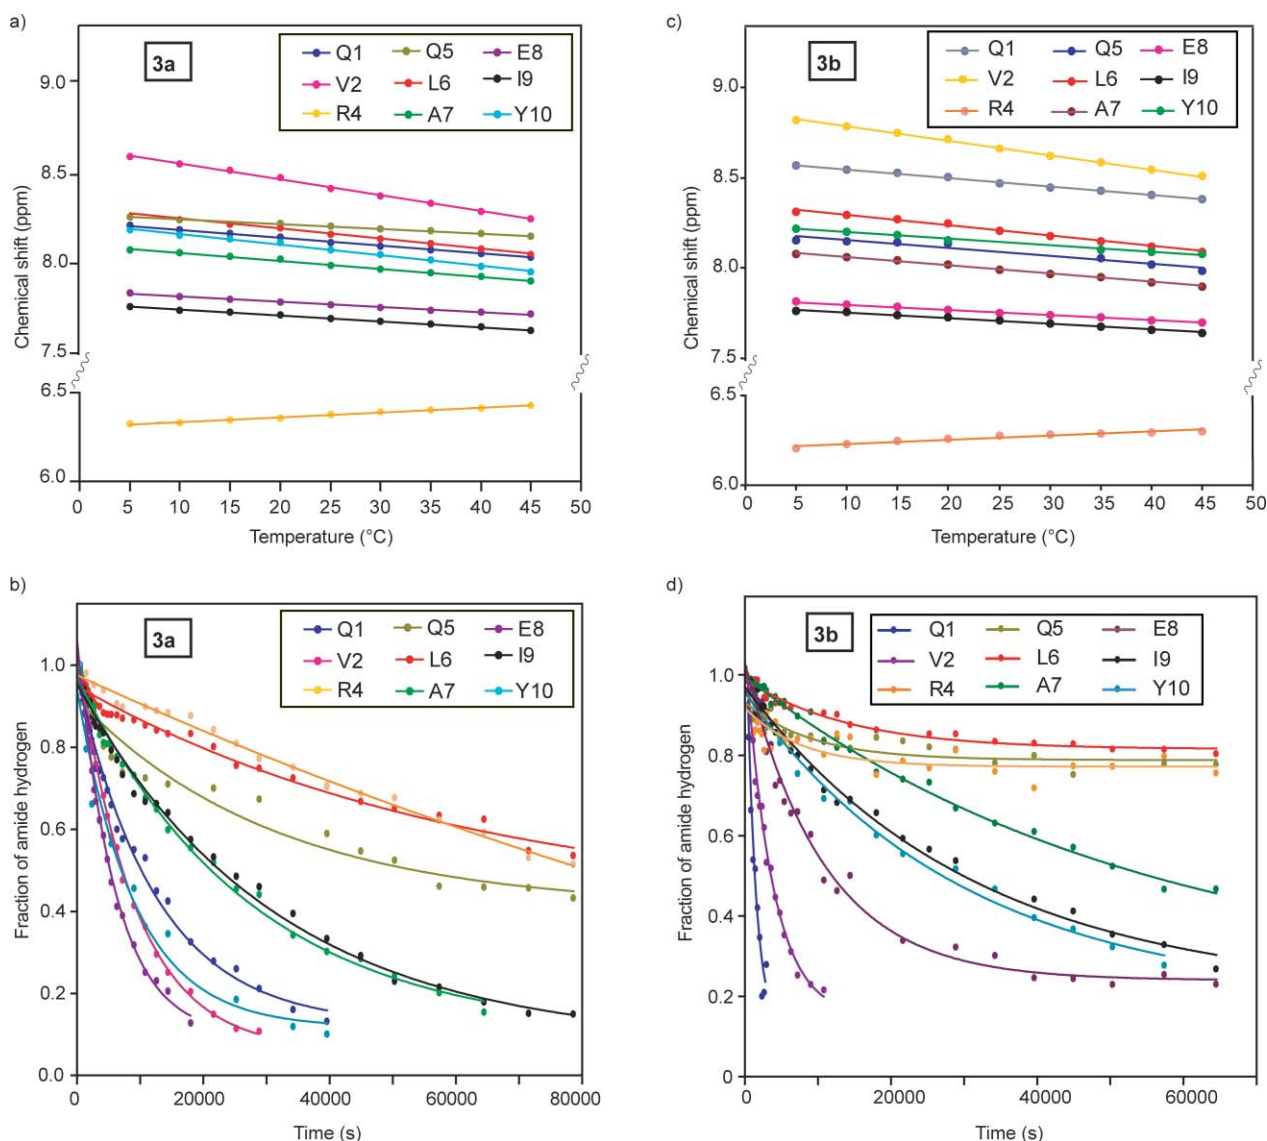 a)
3a
Q1 Q5 E8
V2 L6 I9
R4 A7 Y10
Chemical shift (ppm)
9.0
8.5
8.0
7.5
6.5
6.0
0 5 10 15 20 25 30 35 40 45 50
Temperature (°C)
c)
3b
Q1 Q5 E8
V2 L6 I9
R4 A7 Y10
Chemical shift (ppm)
9.0
8.5
8.0
7.5
6.5
6.0
0 5 10 15 20 25 30 35 40 45 50
Temperature (°C)
b)
3a
Q1 Q5 E8
V2 L6 I9
R4 A7 Y10
Fraction of amide hydrogen
1.0
0.8
0.6
0.4
0.2
0.0
0 20000 40000 60000 80000
Time (s)
d)
3b
Q1 Q5 E8
V2 L6 I9
R4 A7 Y10
Fraction of amide hydrogen
1.0
0.8
0.6
0.4
0.2
0
0 20000 40000 60000
Time (s)